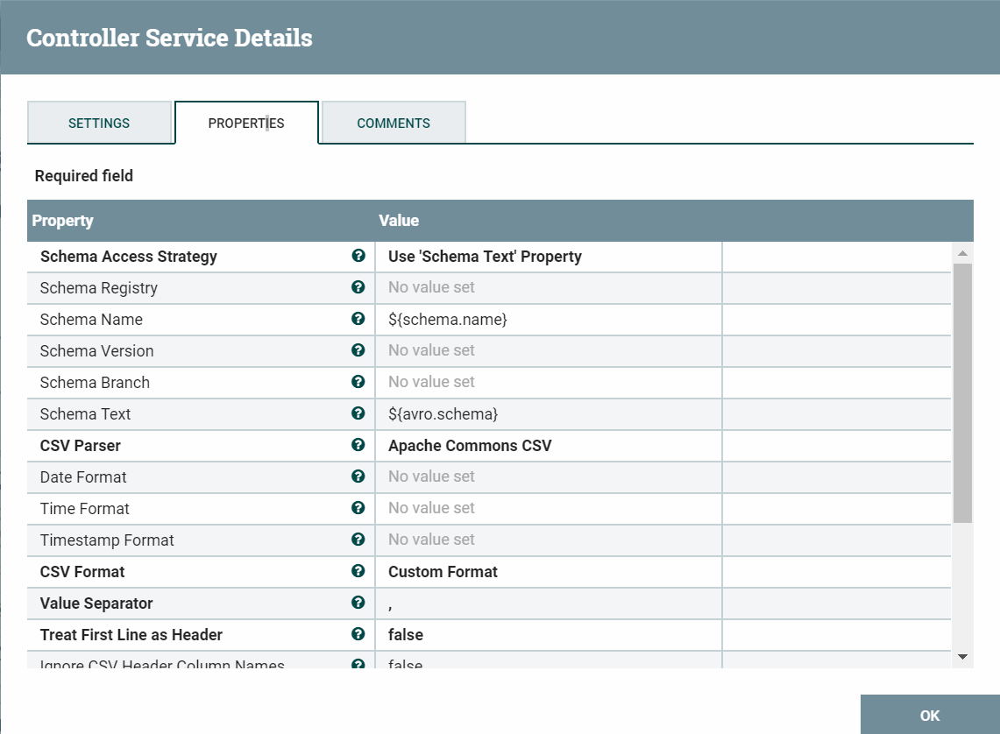 Controller Service Details
SETTINGS PROPERTIES COMMENTS
Required field
Property Value
Schema Access Strategy ? Use 'Schema Text' Property
Schema Registry ? No value set
Schema Name ? ${schema.name}
Schema Version ? No value set
Schema Branch ? No value set
Schema Text ? ${avro.schema}
CSV Parser ? Apache Commons CSV
Date Format ? No value set
Time Format ? No value set
Timestamp Format ? No value set
CSV Format ? Custom Format
Value Separator ? ,
Treat First Line as Header ? false
Ignore CSV Header Column Names ? false
OK